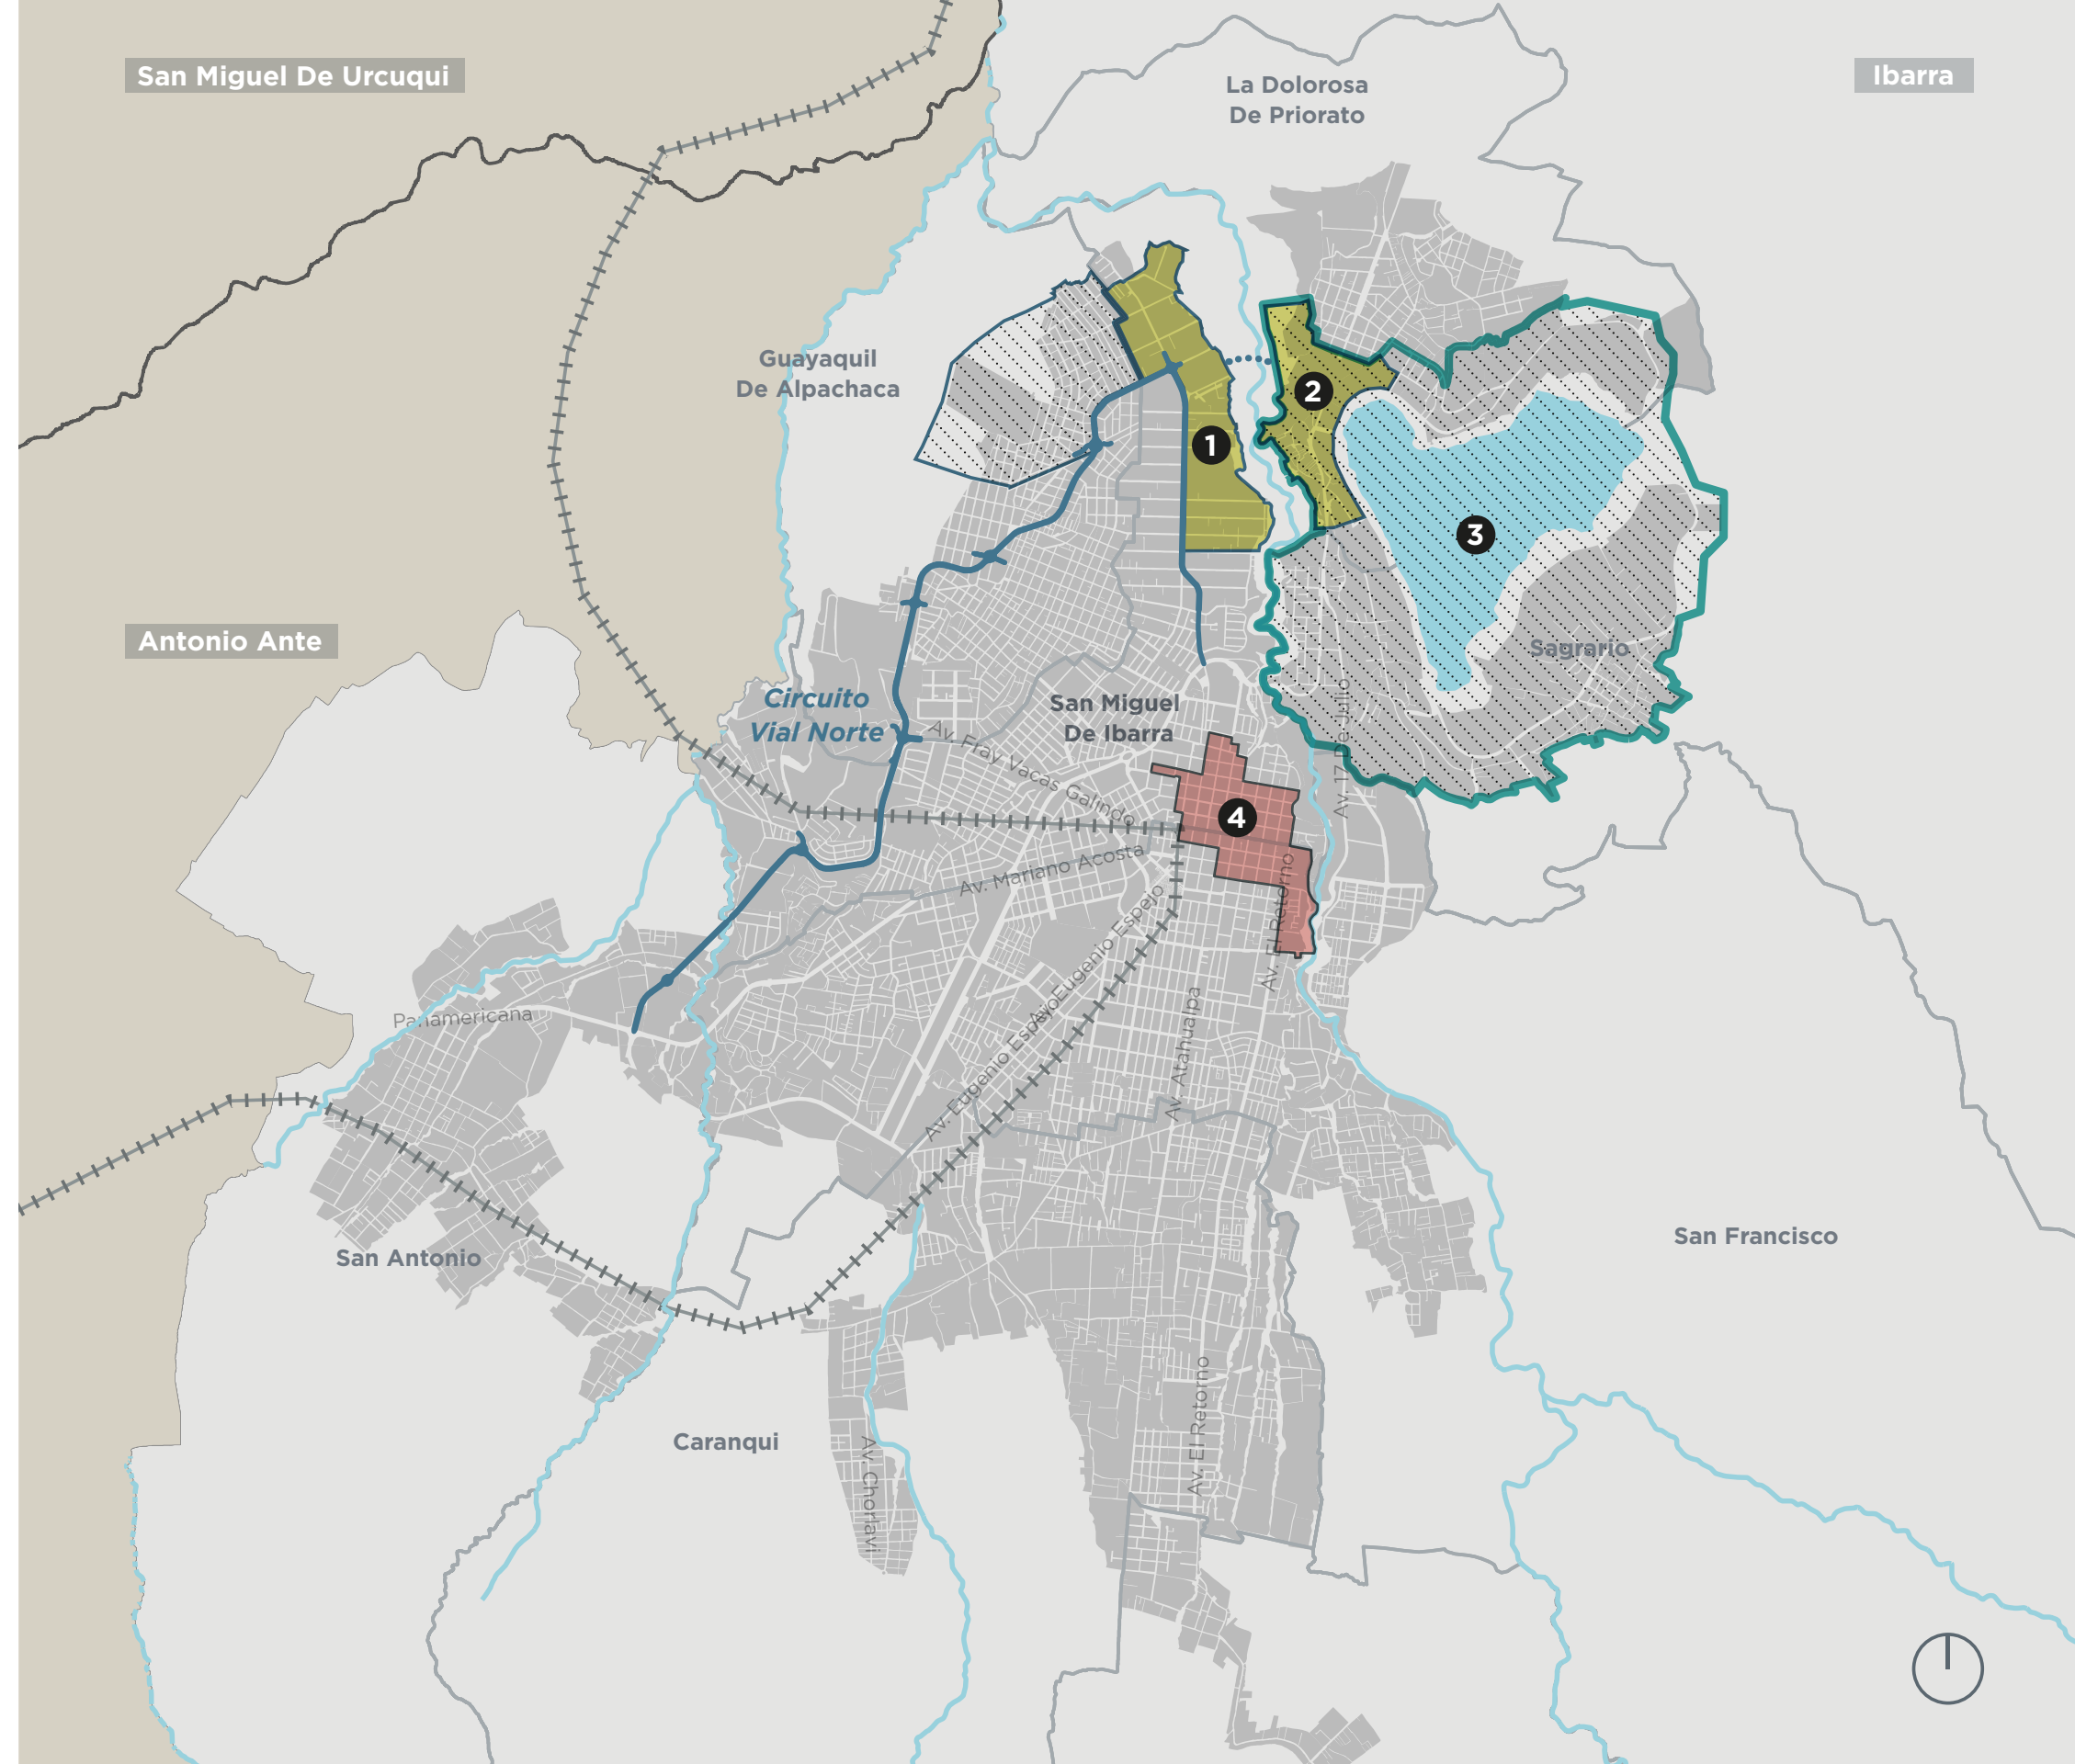 San Miguel De Urcuqui
Ibarra
La Dolorosa
De Priorato
Guayaquil
De Alpachaca
2
1
3
Antonio Ante
Sagrario
Circuito
Vial Norte
San Miguel
De Ibarra
Av. Fray Vacas Galindo
Av. 17 De Julio
4
Av. Mariano Acosta
Av. El Retorno
Av. Eugenio Espejo
Av. Eugenio Espejo
Panamericana
Av. Atahualpa
San Antonio
San Francisco
Caranqui
Av. El Retorno
Av. Chorlavi